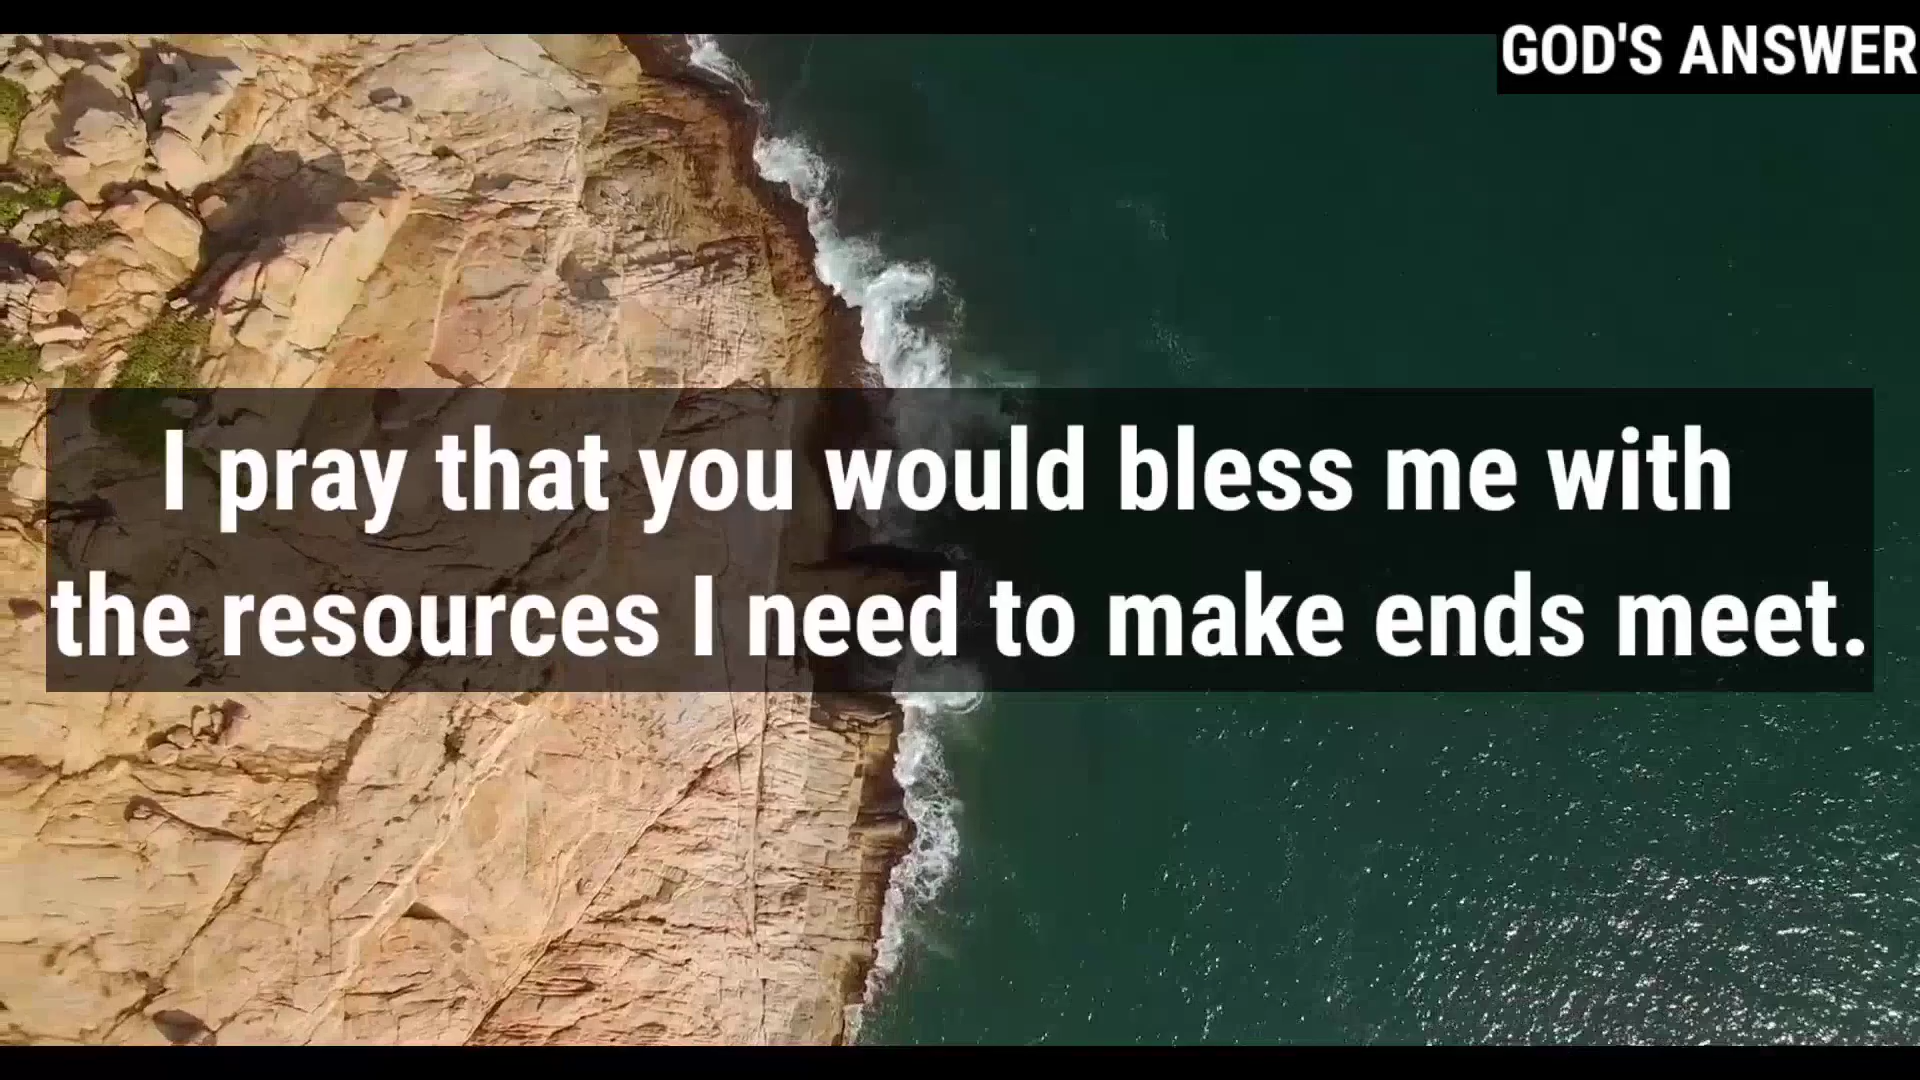 GOD'S ANSWER
I pray that you would bless me with
the resources I need to make ends meet.